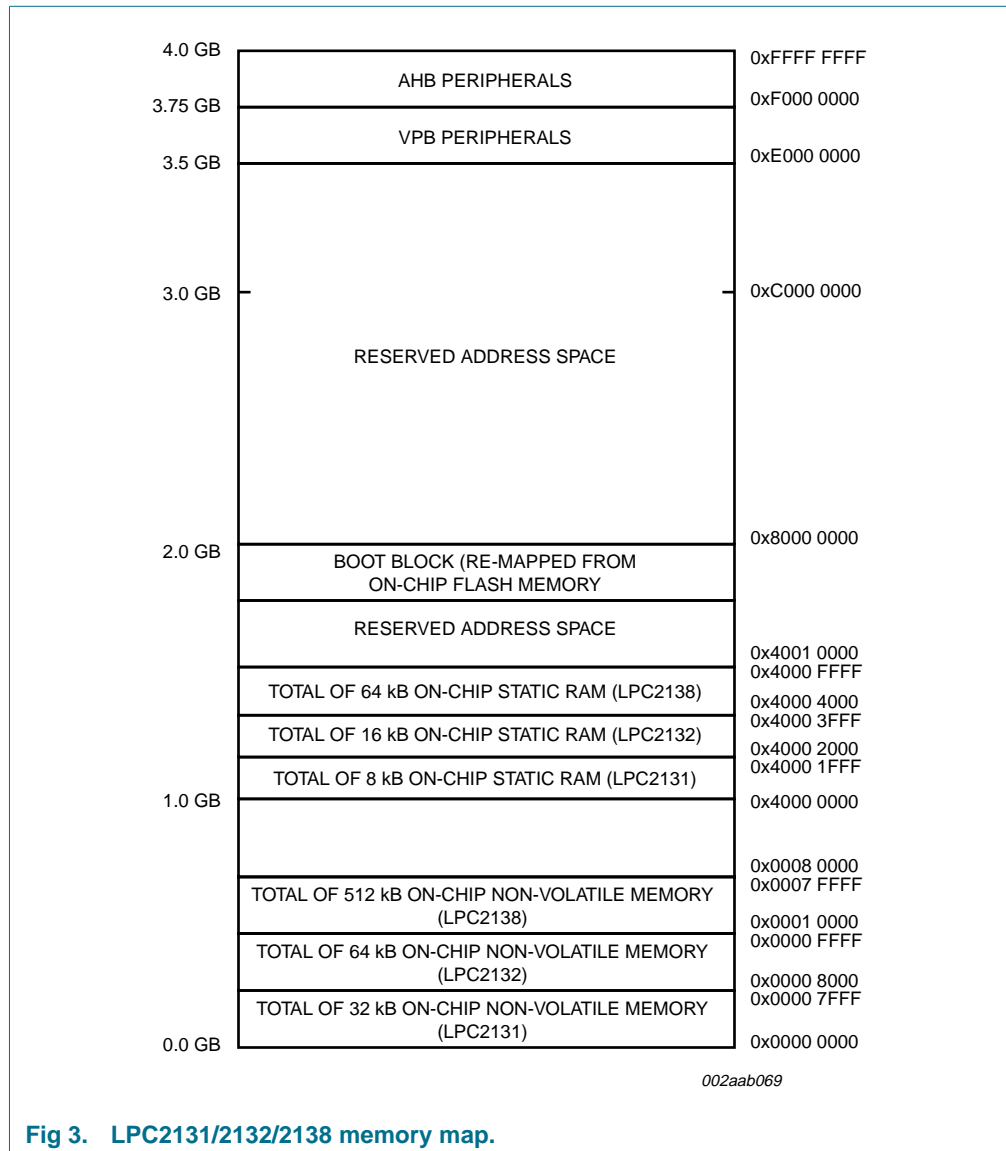 4.0 GB
AHB PERIPHERALS
0xFFFF FFFF
3.75 GB
0xF000 0000
VPB PERIPHERALS
3.5 GB
0xE000 0000
3.0 GB
0xC000 0000
RESERVED ADDRESS SPACE
2.0 GB
0x8000 0000
BOOT BLOCK (RE-MAPPED FROM
ON-CHIP FLASH MEMORY
RESERVED ADDRESS SPACE
0x4001 0000
0x4000 FFFF
TOTAL OF 64 kB ON-CHIP STATIC RAM (LPC2138)
0x4000 4000
0x4000 3FFF
TOTAL OF 16 kB ON-CHIP STATIC RAM (LPC2132)
0x4000 2000
0x4000 1FFF
TOTAL OF 8 kB ON-CHIP STATIC RAM (LPC2131)
1.0 GB
0x4000 0000
0x0008 0000
0x0007 FFFF
TOTAL OF 512 kB ON-CHIP NON-VOLATILE MEMORY
(LPC2138)
0x0001 0000
0x0000 FFFF
TOTAL OF 64 kB ON-CHIP NON-VOLATILE MEMORY
(LPC2132)
0x0000 8000
0x0000 7FFF
TOTAL OF 32 kB ON-CHIP NON-VOLATILE MEMORY
(LPC2131)
0.0 GB
0x0000 0000
002aab069
Fig 3. LPC2131/2132/2138 memory map.